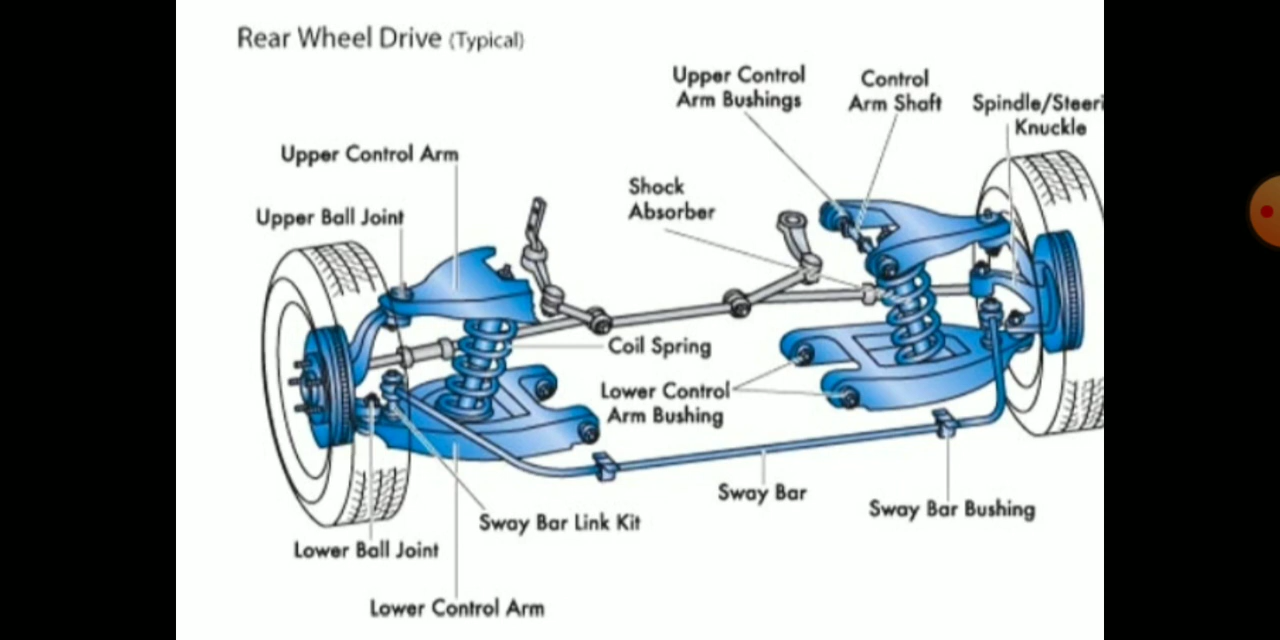 Rear Wheel Drive (Typical)
Upper Control
Arm Bushings
Control
Arm Shaft
Spindle/Steeri
Knuckle
Upper Control Arm
Shock
Absorber
Upper Ball Joint
Coil Spring
Lower Control
Arm Bushing
Sway Bar
Sway Bar Bushing
Sway Bar Link Kit
Lower Ball Joint
Lower Control Arm